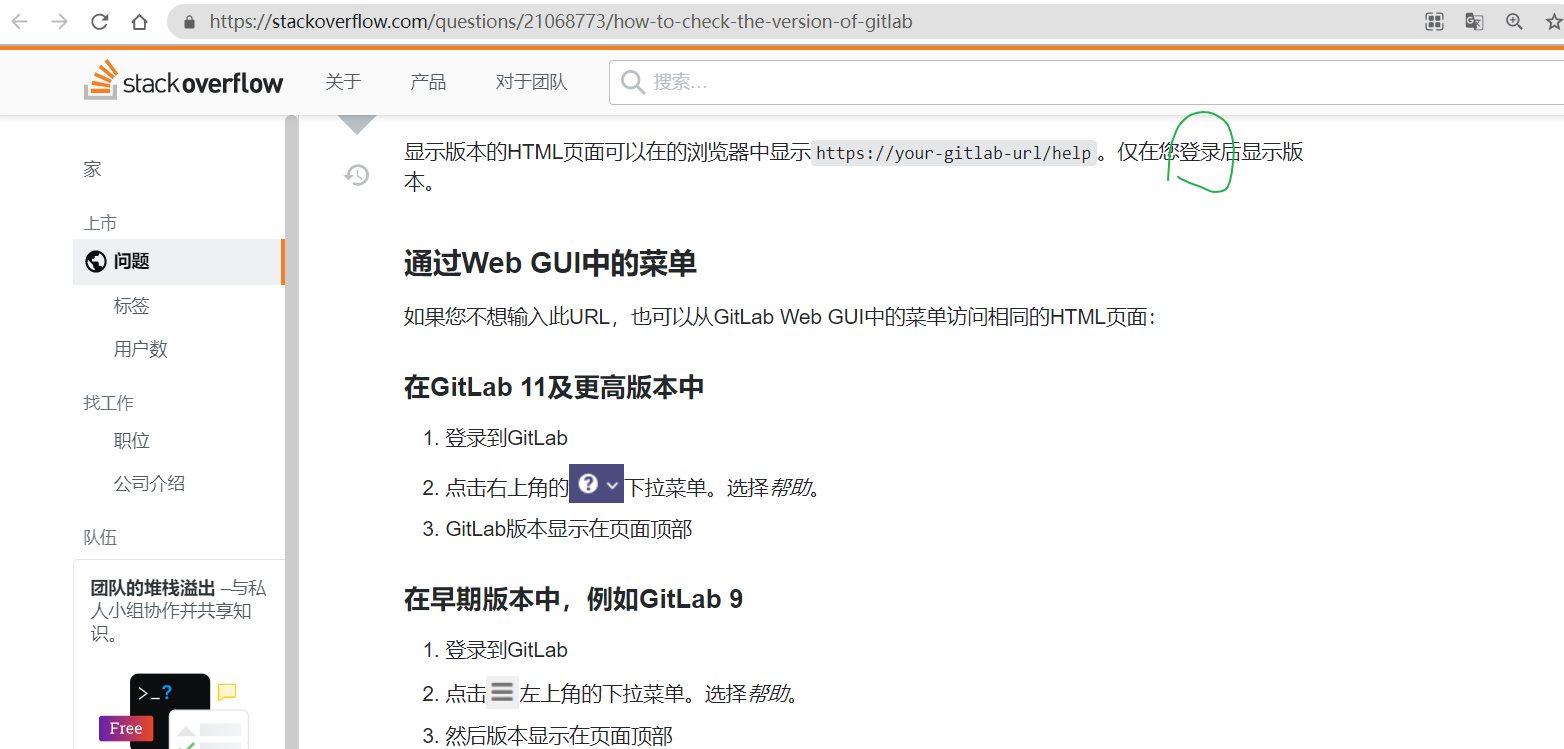 https://stackoverflow.com/questions/21068773/how-to-check-the-version-of-gitlab
stack overflow
关于
产品
对于团队
搜索...
家
上市
问题
标签
用户数
找工作
职位
公司介绍
队伍
团队的堆栈溢出 –与私
人小组协作并共享知
识。
>_?
Free
显示版本的HTML页面可以在的浏览器中显示https://your-gitlab-url/help。仅在您登录后显示版
本。
通过Web GUI中的菜单
如果您不想输入此URL，也可以从GitLab Web GUI中的菜单访问相同的HTML页面：
在GitLab 11及更高版本中
1. 登录到GitLab
2. 点击右上角的 ? 下拉菜单。选择帮助。
3. GitLab版本显示在页面顶部
在早期版本中，例如GitLab 9
1. 登录到GitLab
2. 点击 左上角的下拉菜单。选择帮助。
3. 然后版本显示在页面顶部